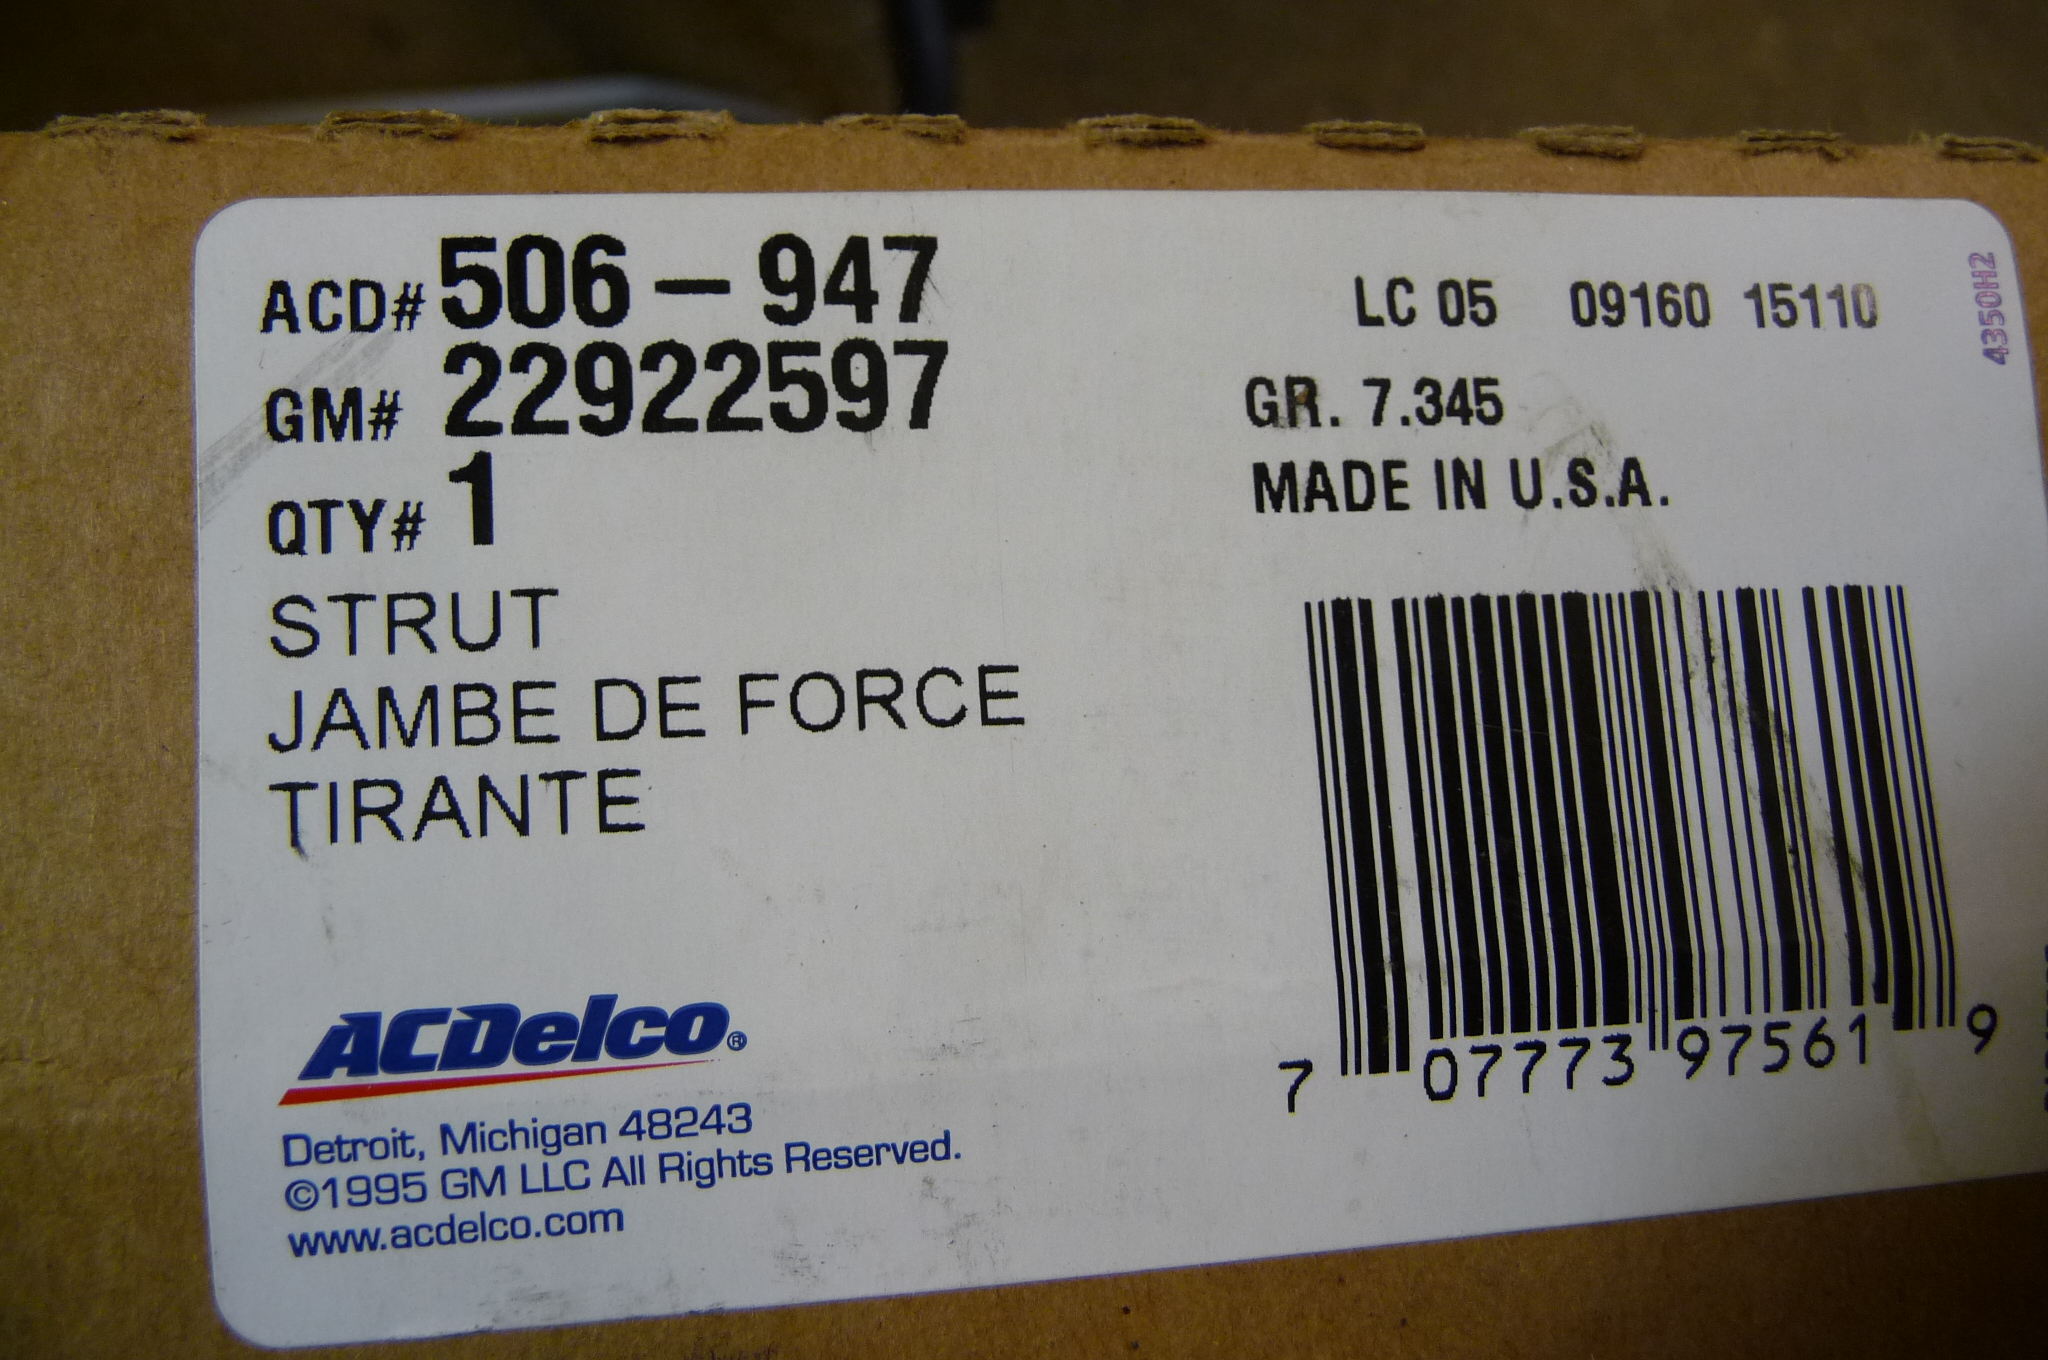 ACD# 506-947
GM# 22922597
QTY# 1
STRUT
JAMBE DE FORCE
TIRANTE
LC 05 09160 15110
GR. 7.345
MADE IN U.S.A.
4350H2
7 07773 97561 9
ACDelco®
Detroit, Michigan 48243
©1995 GM LLC All Rights Reserved.
www.acdelco.com